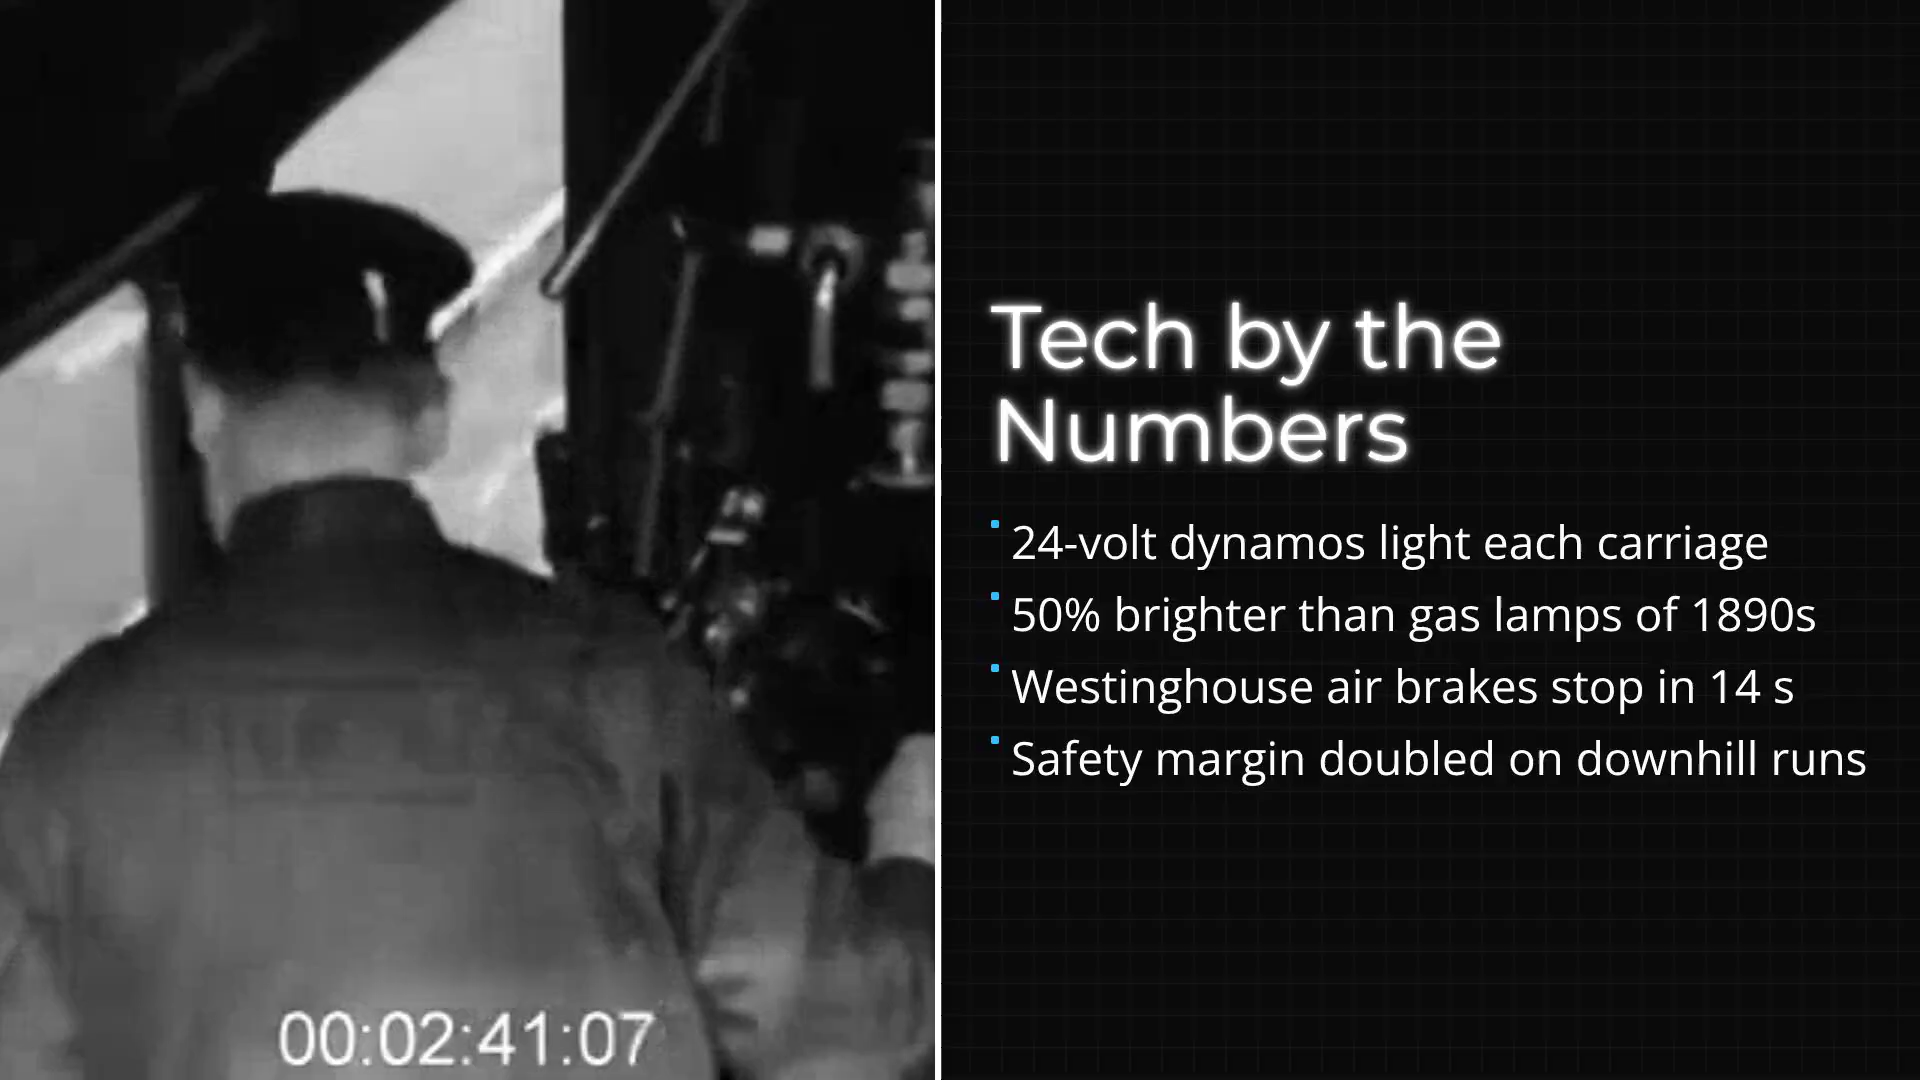 Tech by the
Numbers
24-volt dynamos light each carriage
50% brighter than gas lamps of 1890s
Westinghouse air brakes stop in 14 s
Safety margin doubled on downhill runs
00:02:41:07